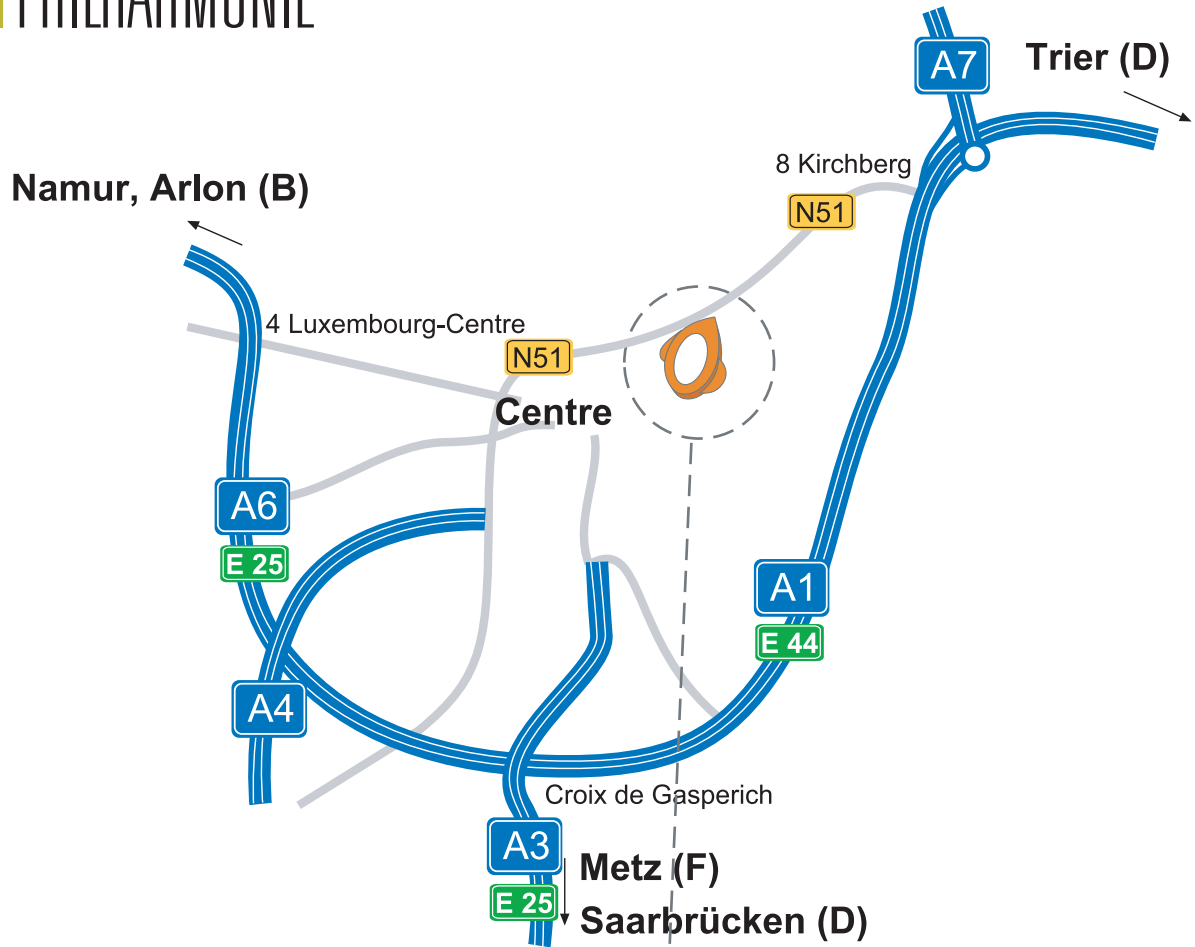 PHILHARMONIE
A7
Trier (D)
8 Kirchberg
N51
Namur, Arlon (B)
4 Luxembourg-Centre
N51
Centre
A6
E 25
A1
E 44
A4
Croix de Gasperich
A3
E 25
Metz (F)
Saarbrücken (D)